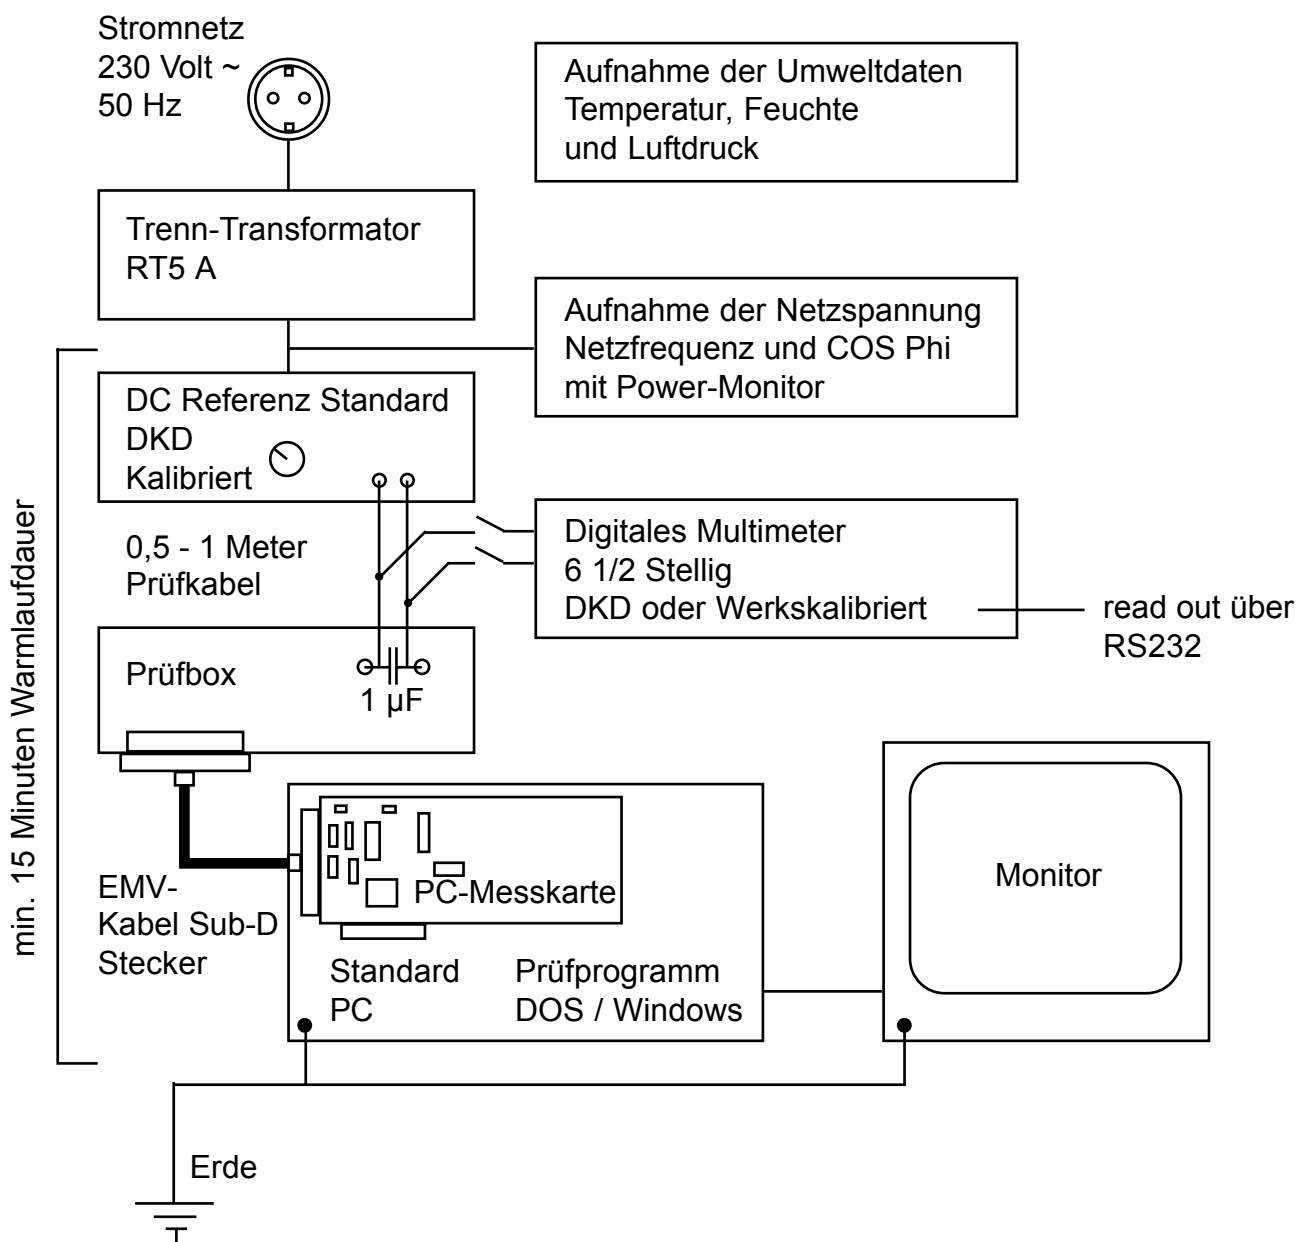 Stromnetz
230 Volt ~
50 Hz
Aufnahme der Umweltdaten
Temperatur, Feuchte
und Luftdruck
Trenn-Transformator
RT5 A
Aufnahme der Netzspannung
Netzfrequenz und COS Phi
mit Power-Monitor
DC Referenz Standard
DKD
Kalibriert
0,5 - 1 Meter
Prüfkabel
Digitales Multimeter
6 1/2 Stellig
DKD oder Werkskalibriert
read out über
RS232
min. 15 Minuten Warmlaufdauer
Prüfbox
1 µF
EMV-
Kabel Sub-D
Stecker
PC-Messkarte
Standard
PC
Prüfprogramm
DOS / Windows
Monitor
Erde